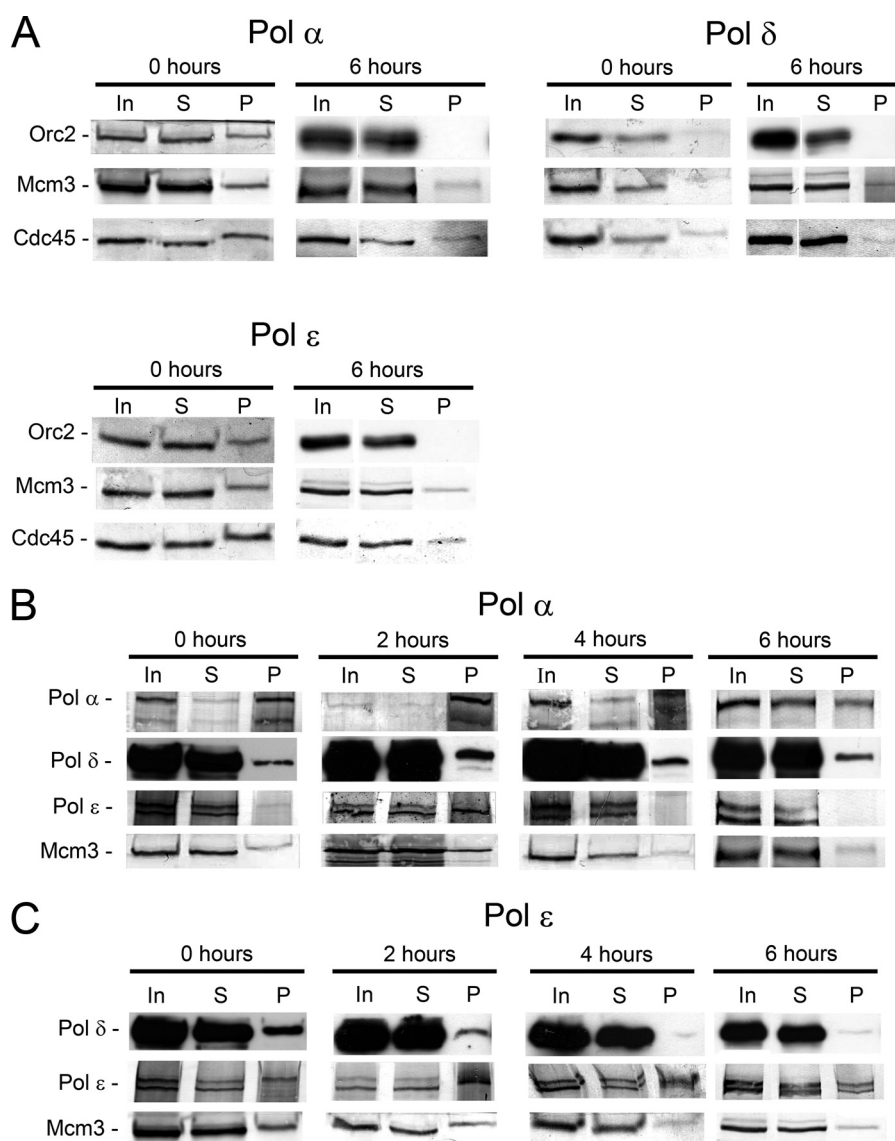 A
Pol α
Pol δ
0 hours 6 hours 0 hours 6 hours
In S P In S P In S P In S P
Orc2 -
Mcm3 -
Cdc45 -
Pol ε
0 hours 6 hours
In S P In S P
Orc2 -
Mcm3 -
Cdc45 -
B
Pol α
0 hours 2 hours 4 hours 6 hours
In S P In S P In S P In S P
Pol α -
Pol δ -
Pol ε -
Mcm3 -
C
Pol ε
0 hours 2 hours 4 hours 6 hours
In S P In S P In S P In S P
Pol δ -
Pol ε -
Mcm3 -